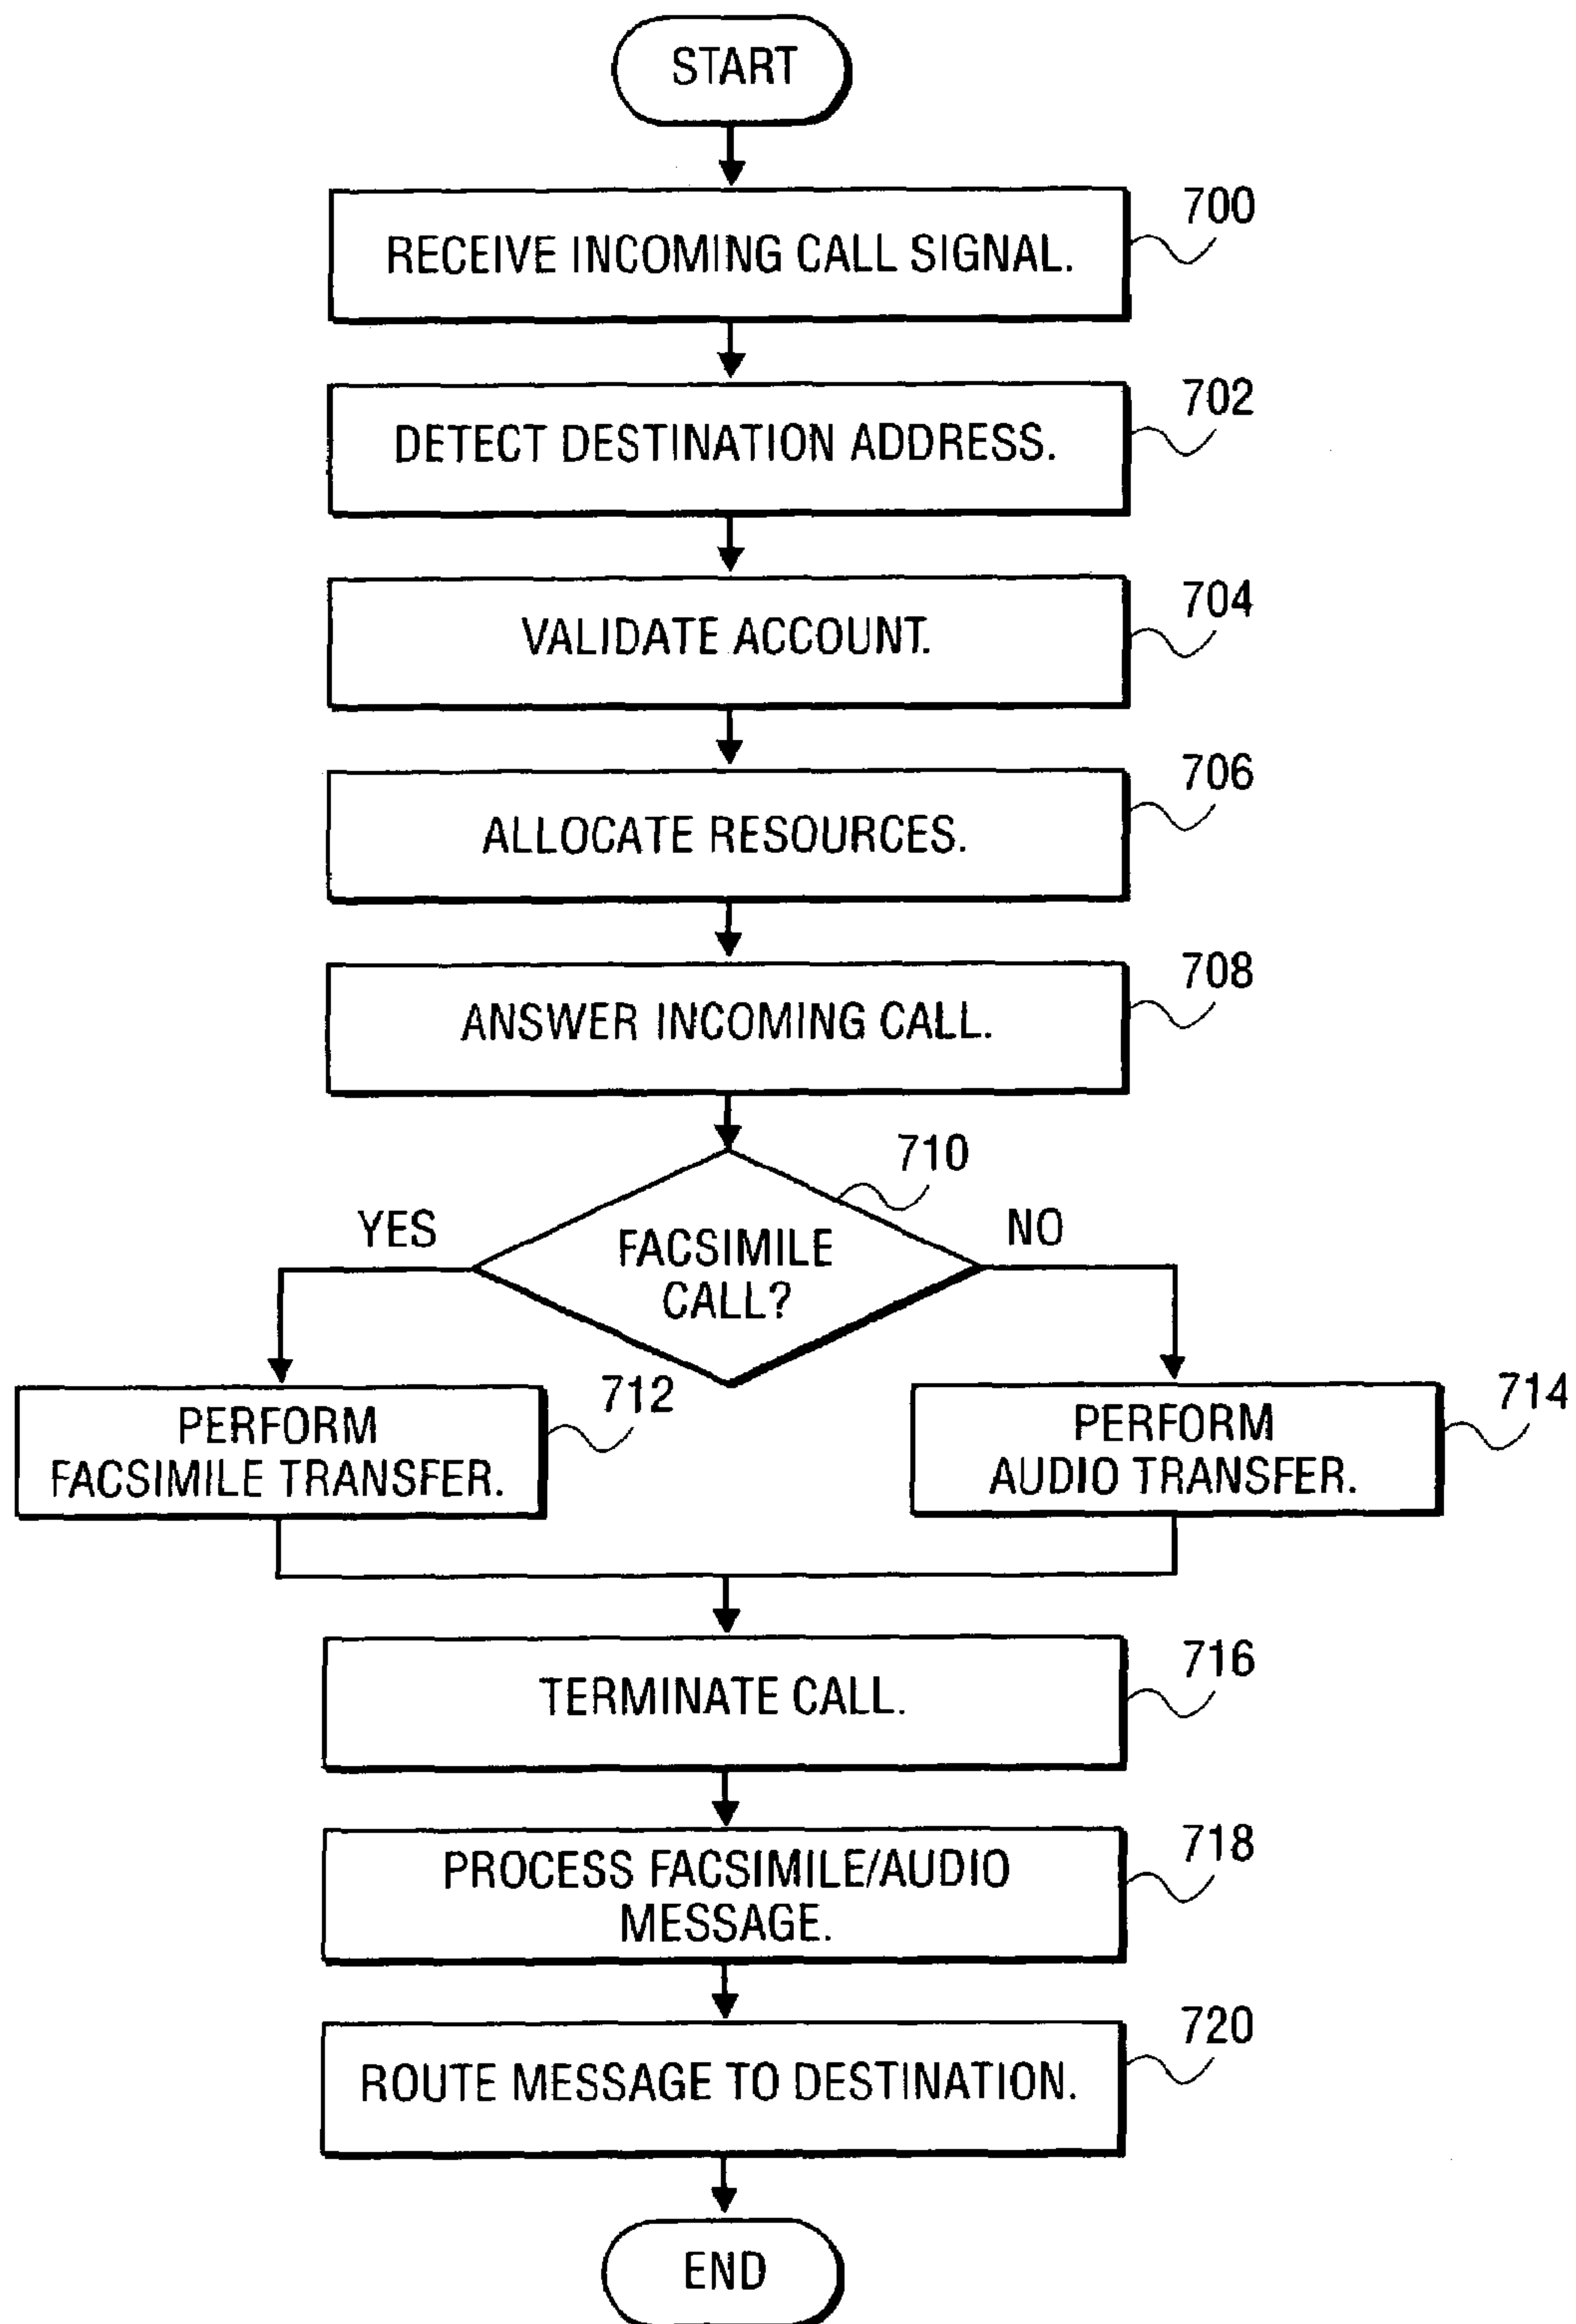 START
700
RECEIVE INCOMING CALL SIGNAL.
702
DETECT DESTINATION ADDRESS.
704
VALIDATE ACCOUNT.
706
ALLOCATE RESOURCES.
708
ANSWER INCOMING CALL.
710
YES
NO
FACSIMILE
CALL?
712
PERFORM
FACSIMILE TRANSFER.
714
PERFORM
AUDIO TRANSFER.
716
TERMINATE CALL.
718
PROCESS FACSIMILE/AUDIO
MESSAGE.
720
ROUTE MESSAGE TO DESTINATION.
END